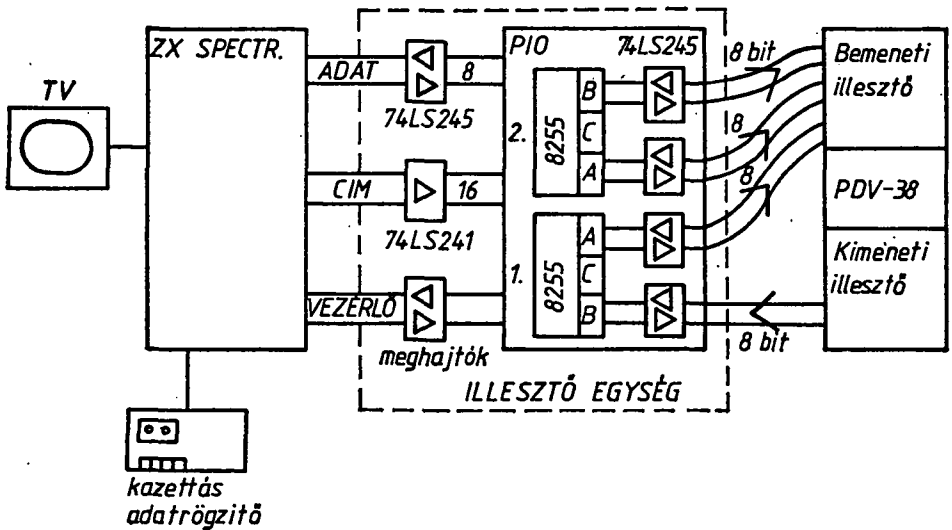 TV
ZX SPECTR.
ADAT
8
74LS245
CIM
16
74LS241
VEZÉRLŐ
meghajtók
ILLESZTŐ EGYSÉG
PIO
74LS245
2.
8255
B
C
A
1.
8255
A
C
B
8 bit
8
8
8 bit
Bemeneti
illesztő
PDV-38
Kimeneti
illesztő
kazettás
adatrögzitő